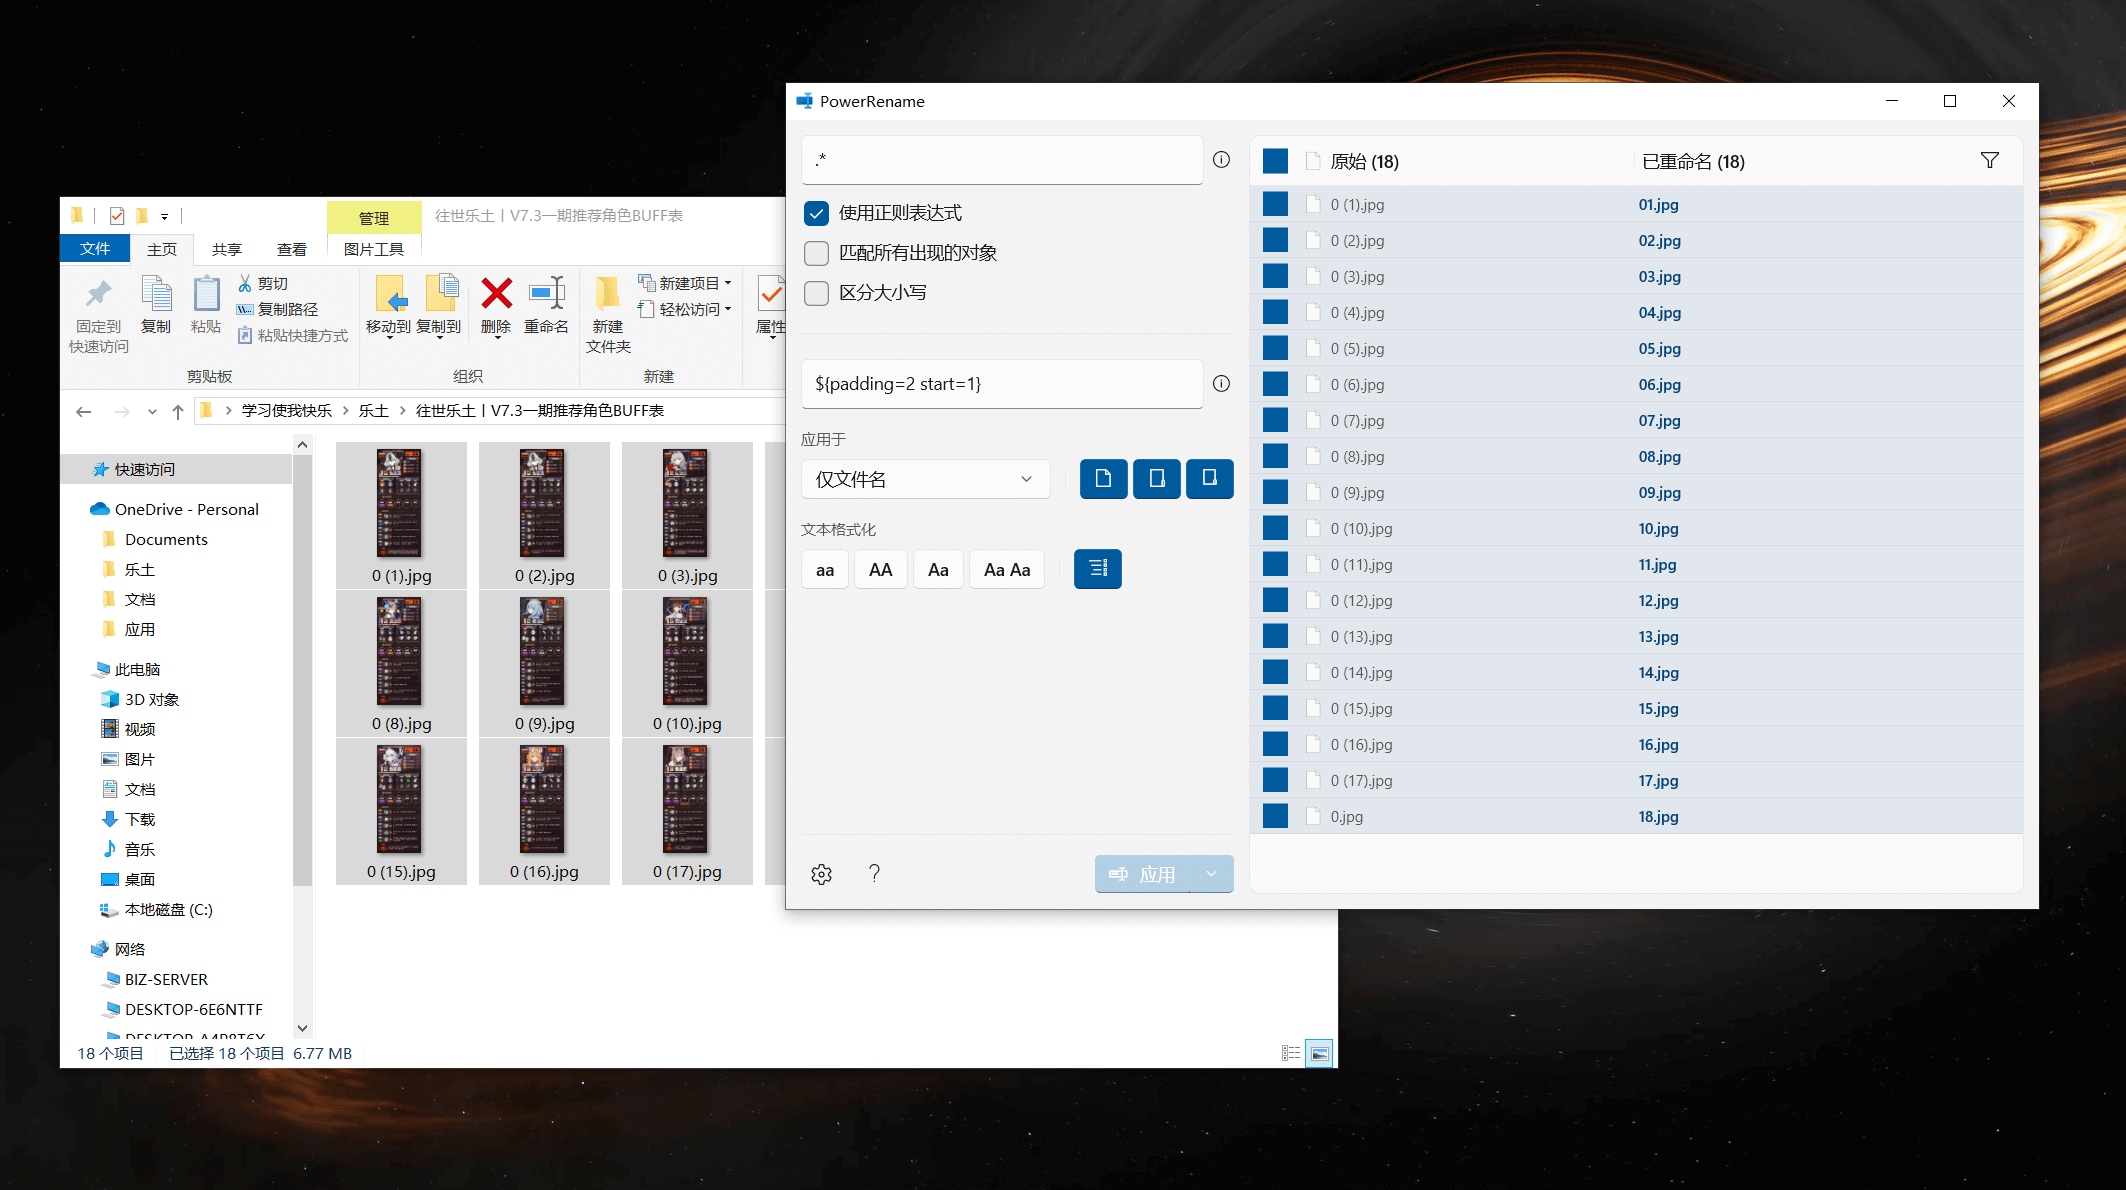 管理
往世乐土丨V7.3一期推荐角色BUFF表
文件
主页
共享
查看
图片工具
固定到
快速访问
复制
粘贴
剪切
复制路径
粘贴快捷方式
剪贴板
移动到
复制到
删除
重命名
组织
新建
文件夹
新建项目
轻松访问
新建
属性
学习使我快乐
乐土
往世乐土丨V7.3一期推荐角色BUFF表
快速访问
OneDrive - Personal
Documents
乐土
文档
应用
此电脑
3D 对象
视频
图片
文档
下载
音乐
桌面
本地磁盘 (C:)
网络
BIZ-SERVER
DESKTOP-6E6NTTF
0 (1).jpg
0 (2).jpg
0 (3).jpg
0 (8).jpg
0 (9).jpg
0 (10).jpg
0 (15).jpg
0 (16).jpg
0 (17).jpg
18 个项目
已选择 18 个项目 6.77 MB
PowerRename
.*
使用正则表达式
匹配所有出现的对象
区分大小写
${padding=2 start=1}
应用于
仅文件名
文本格式化
aa
AA
Aa
Aa Aa
?
应用
原始 (18) 已重命名 (18)
0 (1).jpg 01.jpg
0 (2).jpg 02.jpg
0 (3).jpg 03.jpg
0 (4).jpg 04.jpg
0 (5).jpg 05.jpg
0 (6).jpg 06.jpg
0 (7).jpg 07.jpg
0 (8).jpg 08.jpg
0 (9).jpg 09.jpg
0 (10).jpg 10.jpg
0 (11).jpg 11.jpg
0 (12).jpg 12.jpg
0 (13).jpg 13.jpg
0 (14).jpg 14.jpg
0 (15).jpg 15.jpg
0 (16).jpg 16.jpg
0 (17).jpg 17.jpg
0.jpg 18.jpg